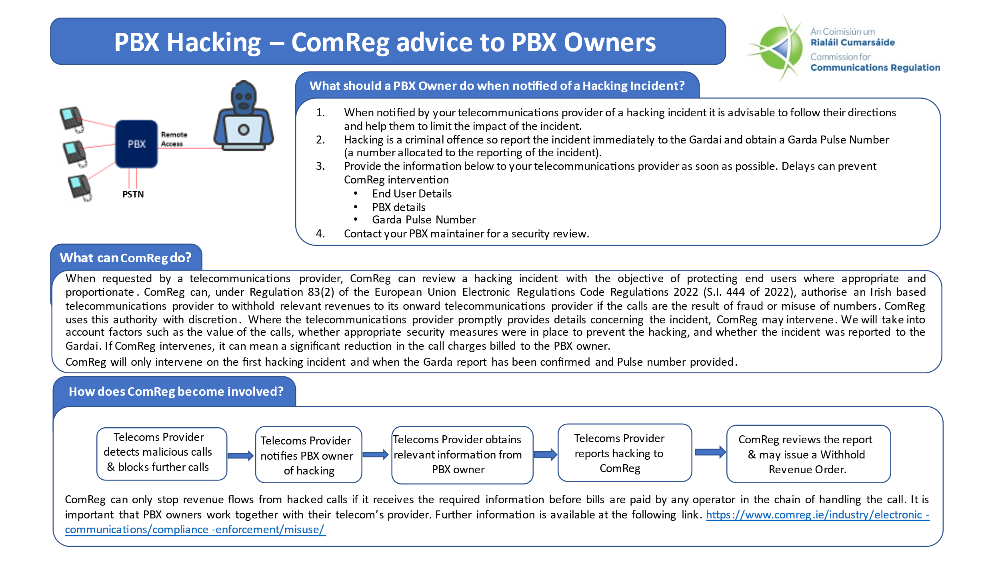 PBX Hacking – ComReg advice to PBX Owners
An Coimisiún um
Rialáil Cumarsáide
Commission for
Communications Regulation
What should a PBX Owner do when notified of a Hacking Incident?
PBX
Remote
Access
PSTN
1. When notified by your telecommunications provider of a hacking incident it is advisable to follow their directions
and help them to limit the impact of the incident.
2. Hacking is a criminal offence so report the incident immediately to the Gardai and obtain a Garda Pulse Number
(a number allocated to the reporting of the incident).
3. Provide the information below to your telecommunications provider as soon as possible. Delays can prevent
ComReg intervention
• End User Details
• PBX details
• Garda Pulse Number
4. Contact your PBX maintainer for a security review.
What can ComReg do?
When requested by a telecommunications provider, ComReg can review a hacking incident with the objective of protecting end users where appropriate and
proportionate. ComReg can, under Regulation 83(2) of the European Union Electronic Regulations Code Regulations 2022 (S.I. 444 of 2022), authorise an Irish based
telecommunications provider to withhold relevant revenues to its onward telecommunications provider if the calls are the result of fraud or misuse of numbers. ComReg
uses this authority with discretion. Where the telecommunications provider promptly provides details concerning the incident, ComReg may intervene. We will take into
account factors such as the value of the calls, whether appropriate security measures were in place to prevent the hacking, and whether the incident was reported to the
Gardai. If ComReg intervenes, it can mean a significant reduction in the call charges billed to the PBX owner.
ComReg will only intervene on the first hacking incident and when the Garda report has been confirmed and Pulse number provided.
How does ComReg become involved?
Telecoms Provider
detects malicious calls
& blocks further calls
Telecoms Provider
notifies PBX owner
of hacking
Telecoms Provider obtains
relevant information from
PBX owner
Telecoms Provider
reports hacking to
ComReg
ComReg reviews the report
& may issue a Withhold
Revenue Order.
ComReg can only stop revenue flows from hacked calls if it receives the required information before bills are paid by any operator in the chain of handling the call. It is
important that PBX owners work together with their telecom’s provider. Further information is available at the following link. https://www.comreg.ie/industry/electronic -
communications/compliance -enforcement/misuse/